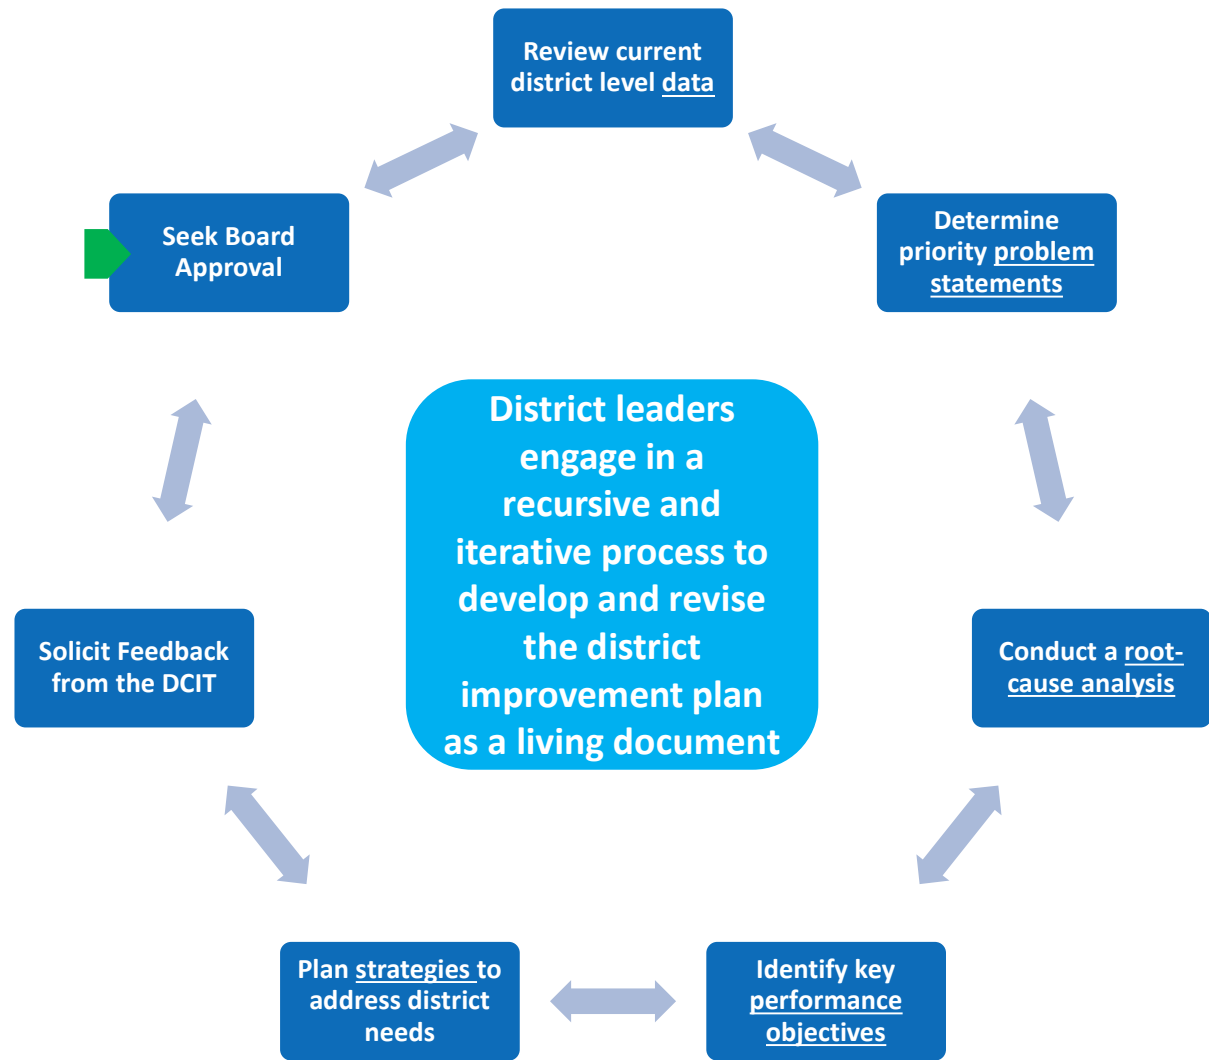 Review current
district level data
Determine
priority problem
statements
Conduct a root-
cause analysis
Identify key
performance
objectives
Plan strategies to
address district
needs
Solicit Feedback
from the DCIT
Seek Board
Approval
District leaders
engage in a
recursive and
iterative process to
develop and revise
the district
improvement plan
as a living document